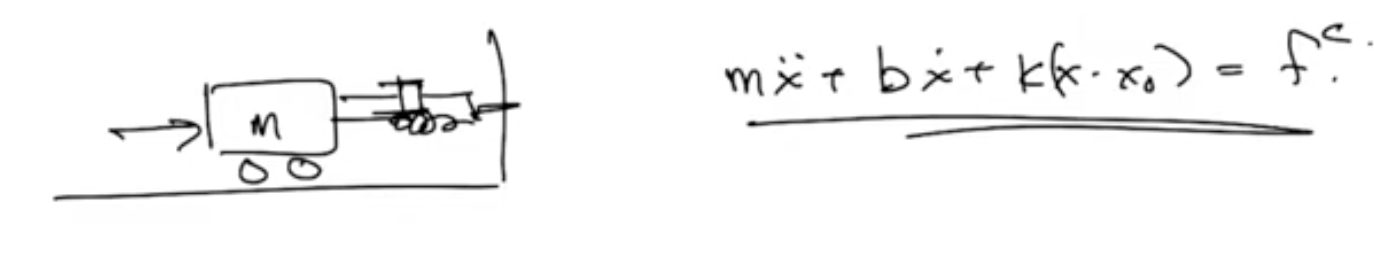 m
mẍ + bẋ + k(x - x₀) = fᶜ.